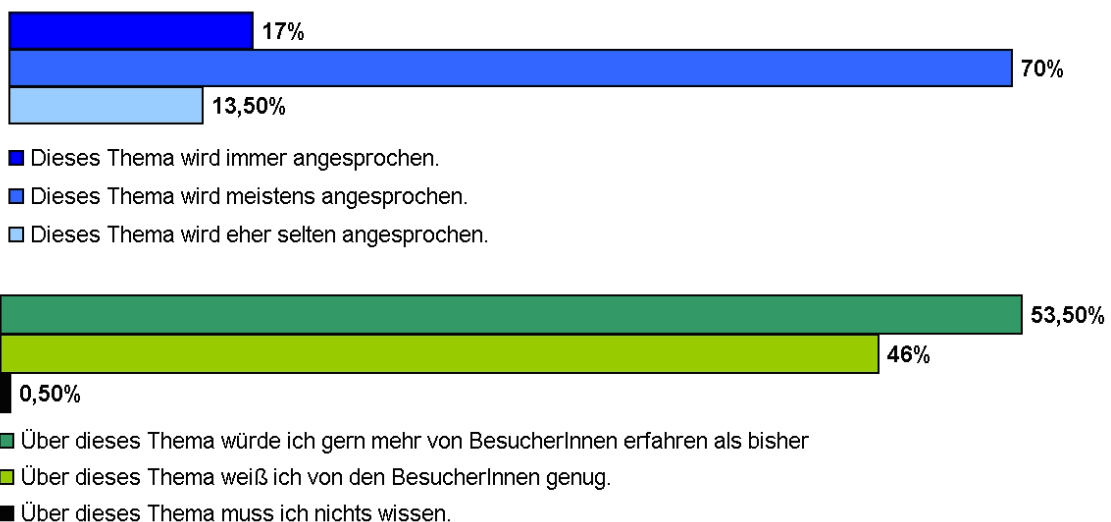 17%
70%
13,50%
Dieses Thema wird immer angesprochen.
Dieses Thema wird meistens angesprochen.
Dieses Thema wird eher selten angesprochen.
53,50%
46%
0,50%
Über dieses Thema würde ich gern mehr von BesucherInnen erfahren als bisher
Über dieses Thema weiß ich von den BesucherInnen genug.
Über dieses Thema muss ich nichts wissen.